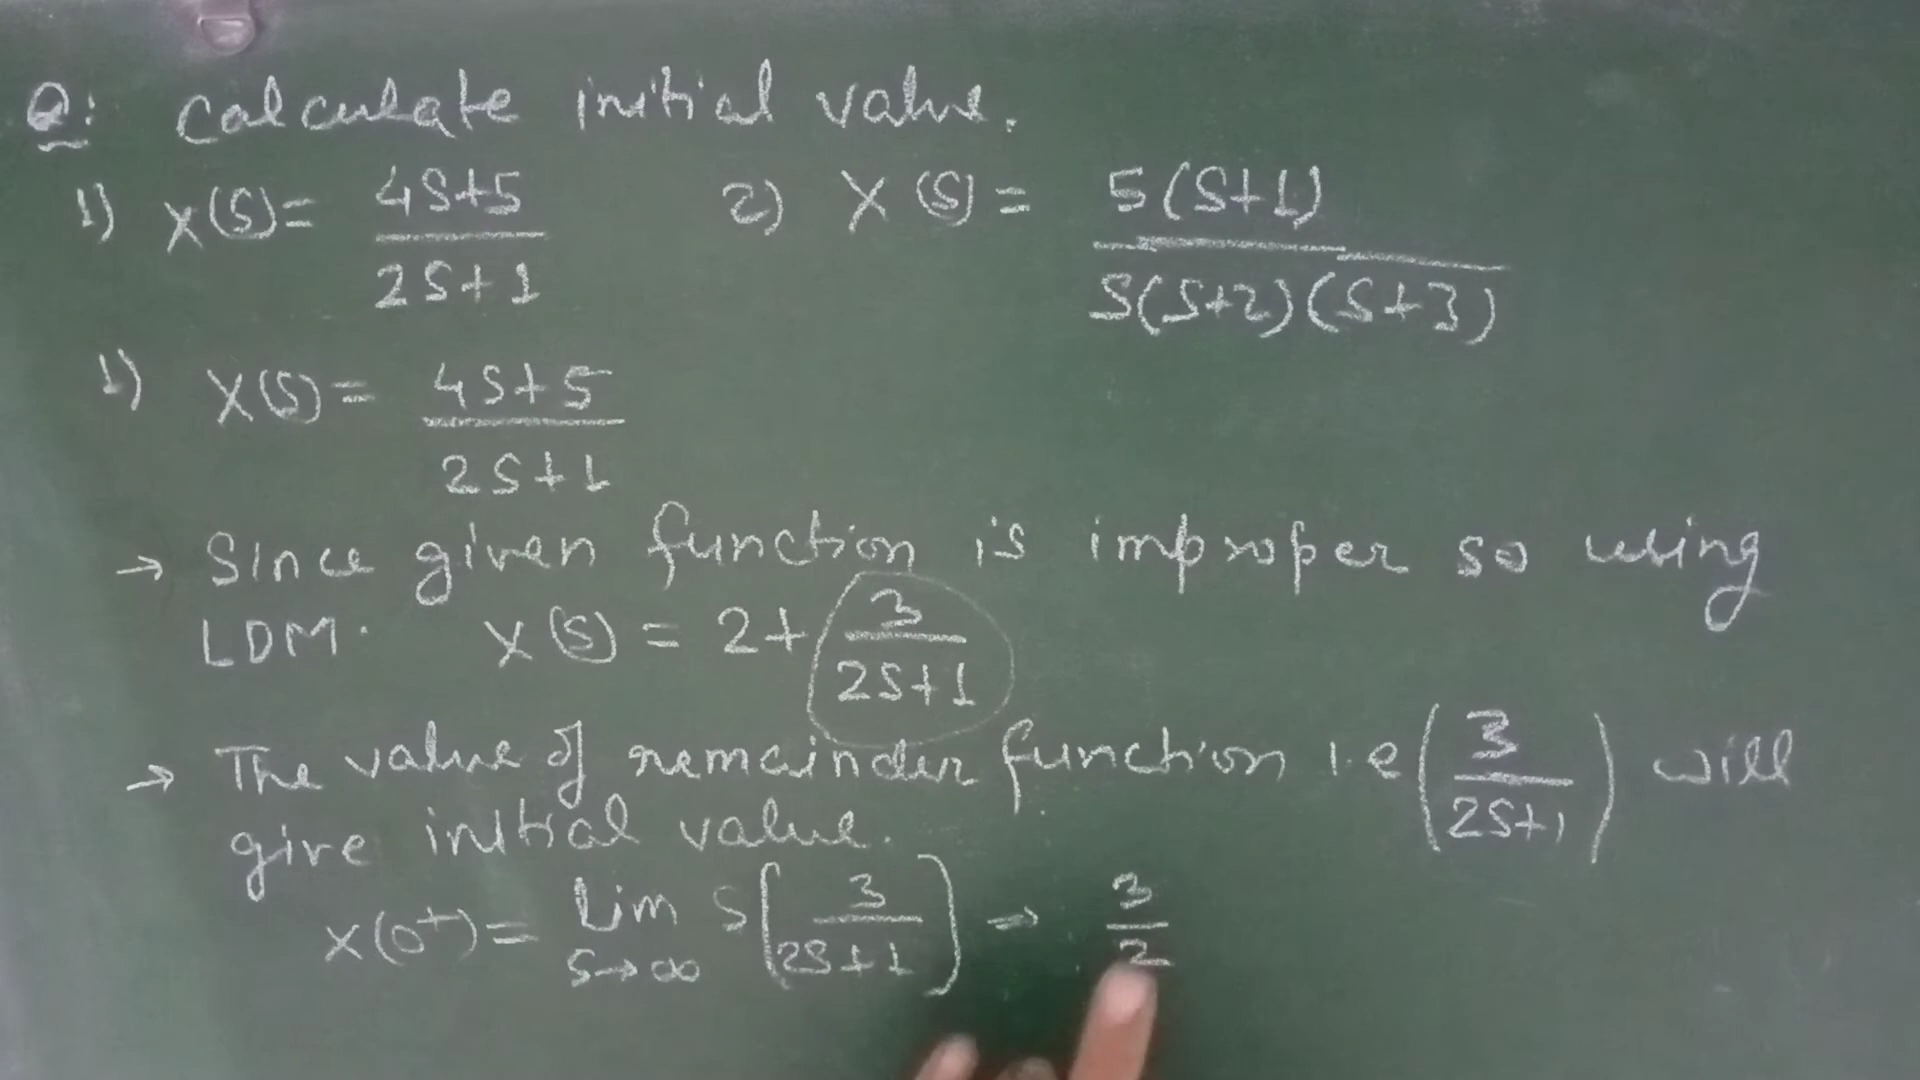 Q: Calculate initial value.
1) X(S) = (4S+5)/(2S+1) 2) X(S) = 5(S+1)/(S(S+2)(S+3))
1) X(S) = (4S+5)/(2S+1)
→ Since given function is improper so using
LDM. X(S) = 2+ 3/(2S+1)
→ The value of remainder function i.e (3/(2S+1)) will
give initial value.
x(0⁺) = Lim S→∞ S[3/(2S+1)] → 3/2